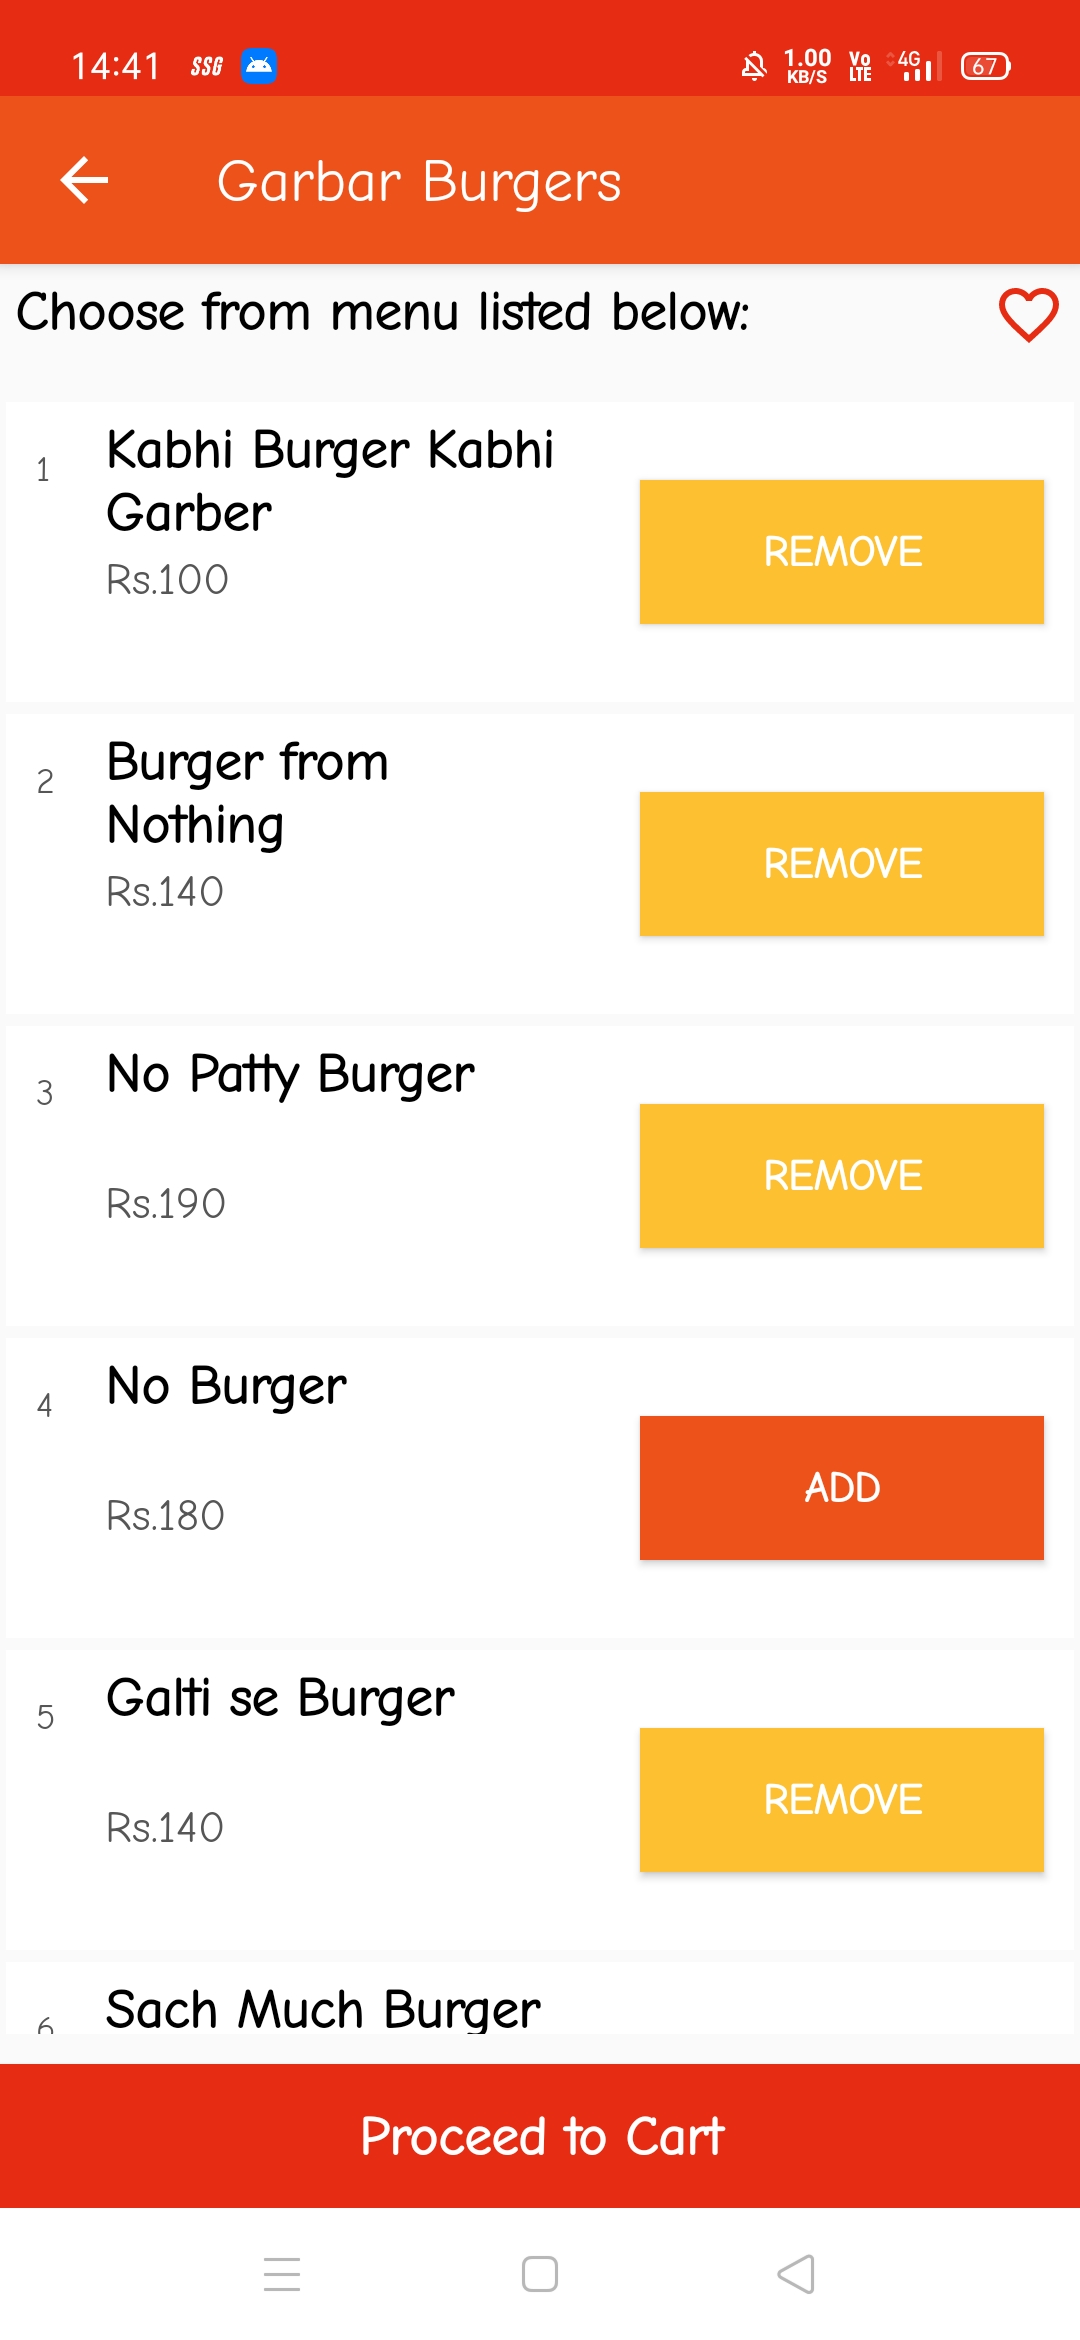 14:41 SSG 1.00 KB/S Vo LTE 4G 67
Garbar Burgers
Choose from menu listed below:
1
Kabhi Burger Kabhi
Garber
Rs.100
REMOVE
2
Burger from
Nothing
Rs.140
REMOVE
3
No Patty Burger
Rs.190
REMOVE
4
No Burger
Rs.180
ADD
5
Galti se Burger
Rs.140
REMOVE
6
Sach Much Burger
Proceed to Cart